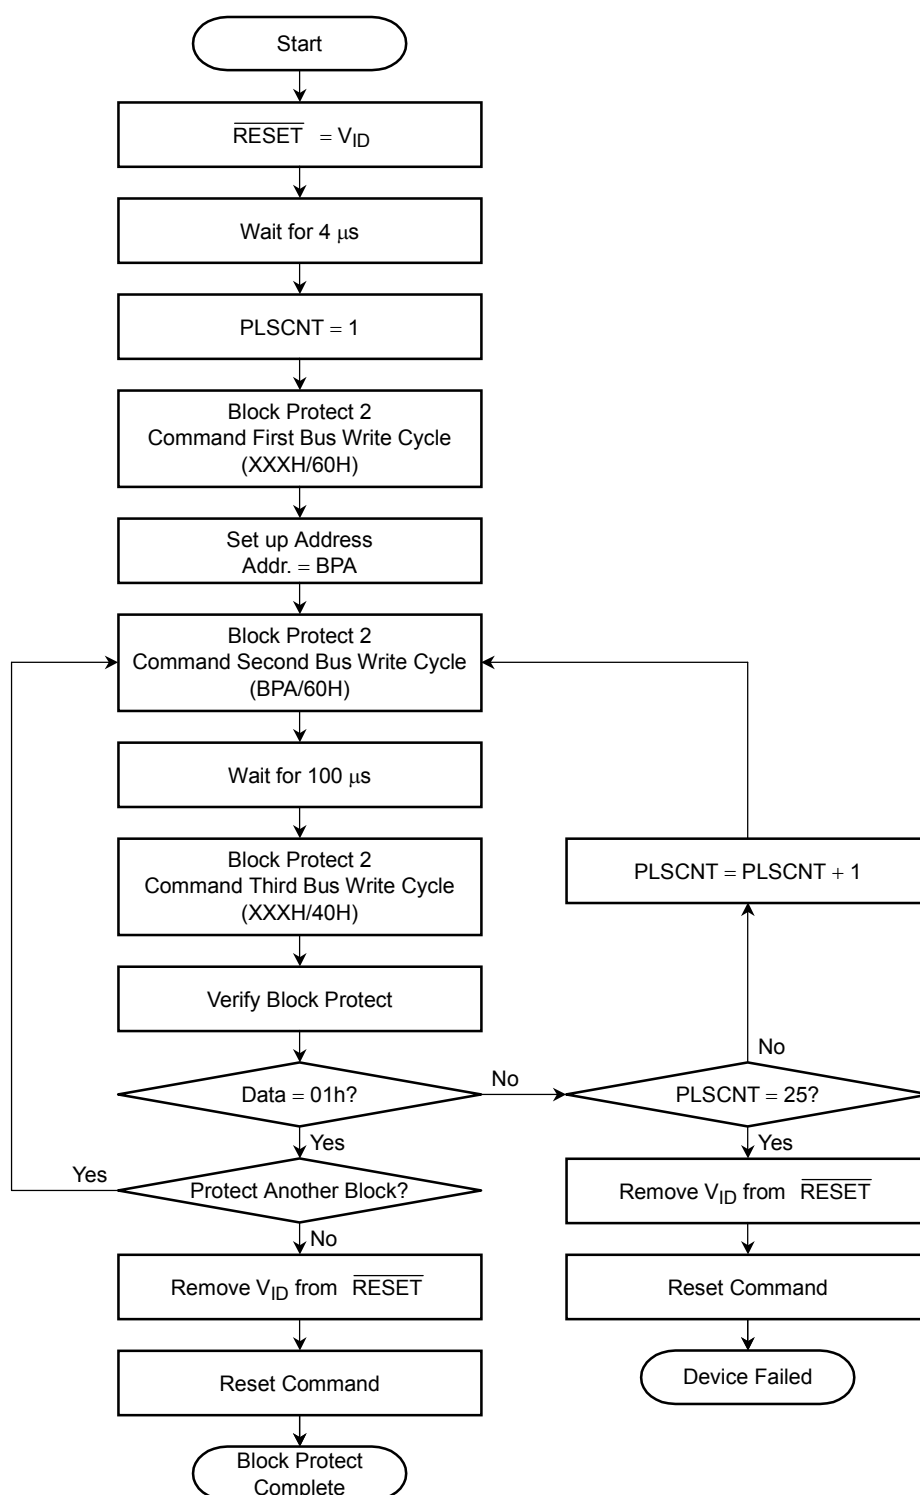 Start
RESET = VID
Wait for 4 μs
PLSCNT = 1
Block Protect 2
Command First Bus Write Cycle
(XXXH/60H)
Set up Address
Addr. = BPA
Block Protect 2
Command Second Bus Write Cycle
(BPA/60H)
Wait for 100 μs
Block Protect 2
Command Third Bus Write Cycle
(XXXH/40H)
PLSCNT = PLSCNT + 1
Verify Block Protect
Data = 01h?
No
PLSCNT = 25?
No
Yes
Yes
Protect Another Block?
Yes
No
Remove VID from RESET
Reset Command
Block Protect
Complete
Remove VID from RESET
Reset Command
Device Failed